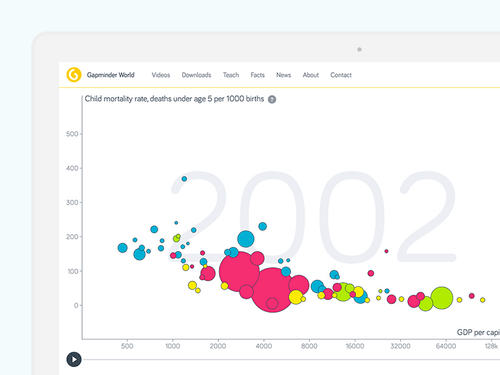 G Gapminder World Videos Downloads Teach Facts News About Contact
Child mortality rate, deaths under age 5 per 1000 births ?
500
400
300
200
100
0
2002
GDP per capi
500 1000 2000 4000 8000 16000 32000 64000 128k